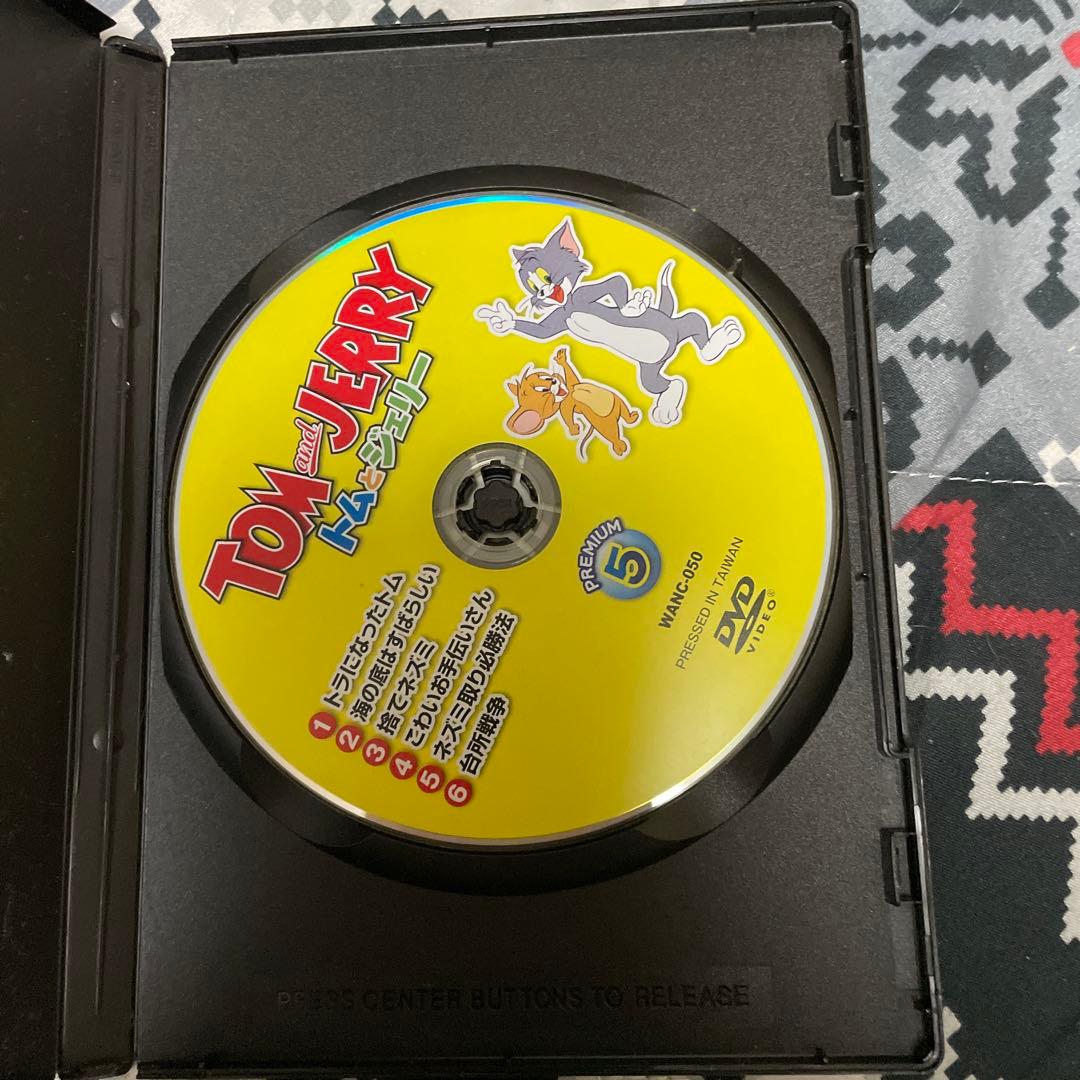 TOM and JERRY
トムとジェリー
PREMIUM
5
WANC-050
PRESSED IN TAIWAN
DVD
VIDEO®
1 トラになったトム
2 海の底はすばらしい
3 捨てネズミ
4 こわいお手伝いさん
5 ネズミ取り必勝法
6 台所戦争
PRESS CENTER BUTTONS TO RELEASE